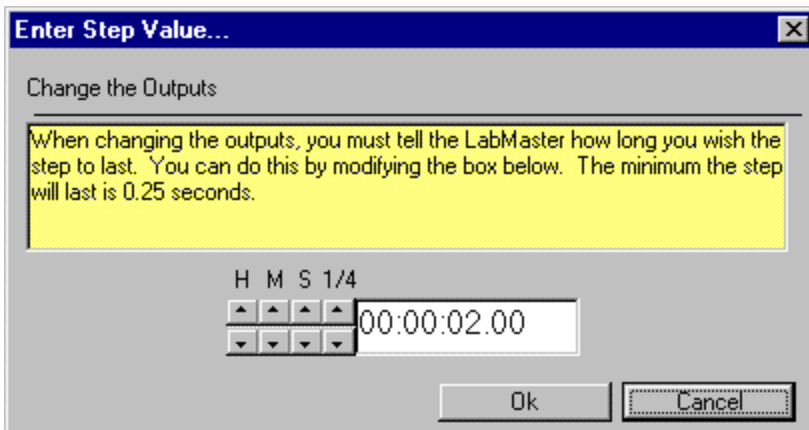 Enter Step Value...
Change the Outputs
When changing the outputs, you must tell the LabMaster how long you wish the
step to last. You can do this by modifying the box below. The minimum the step
will last is 0.25 seconds.
H M S 1/4
00:00:02.00
Ok Cancel